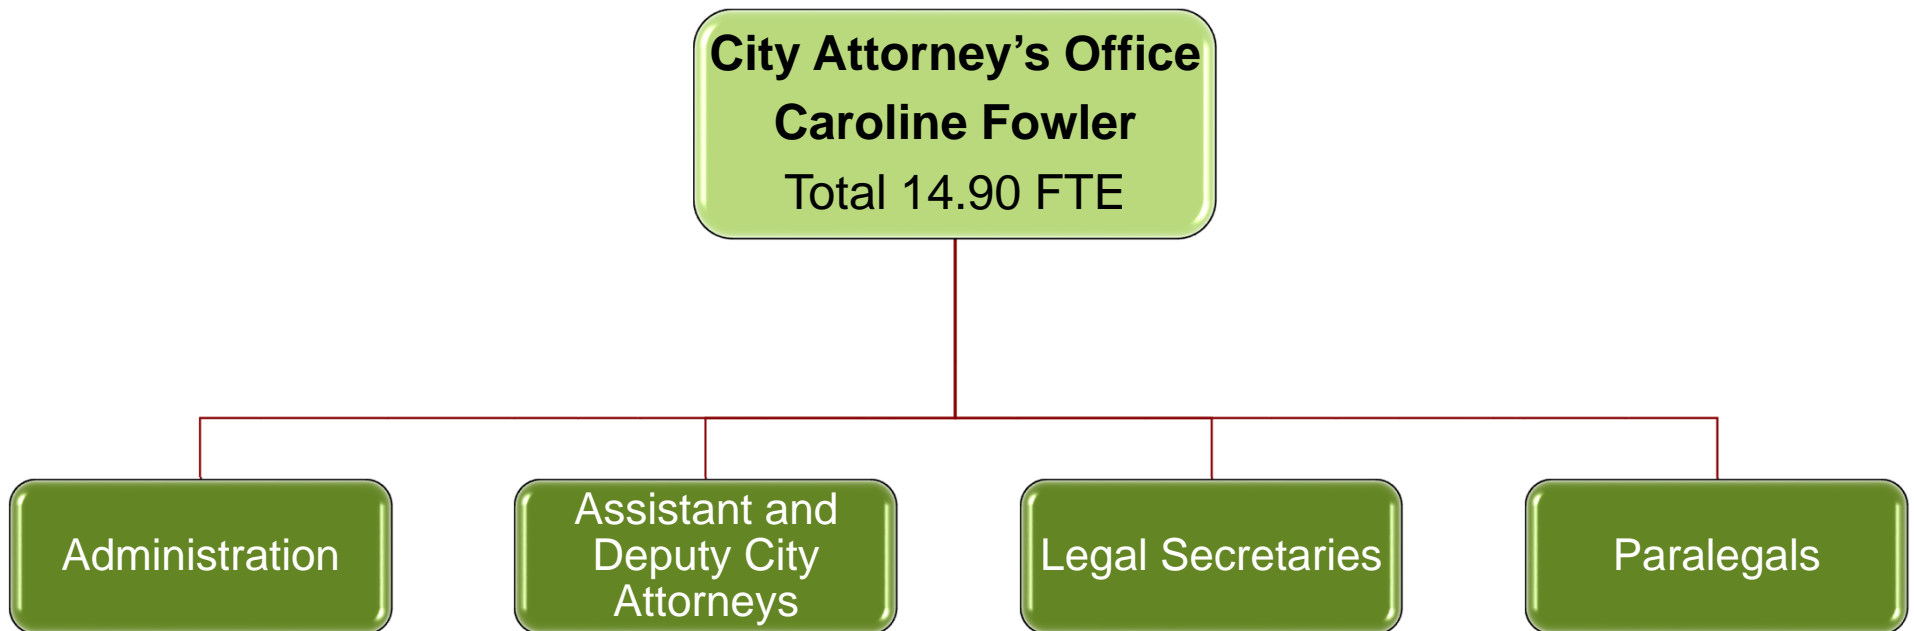 City Attorney’s Office
Caroline Fowler
Total 14.90 FTE
Administration
Assistant and
Deputy City
Attorneys
Legal Secretaries
Paralegals